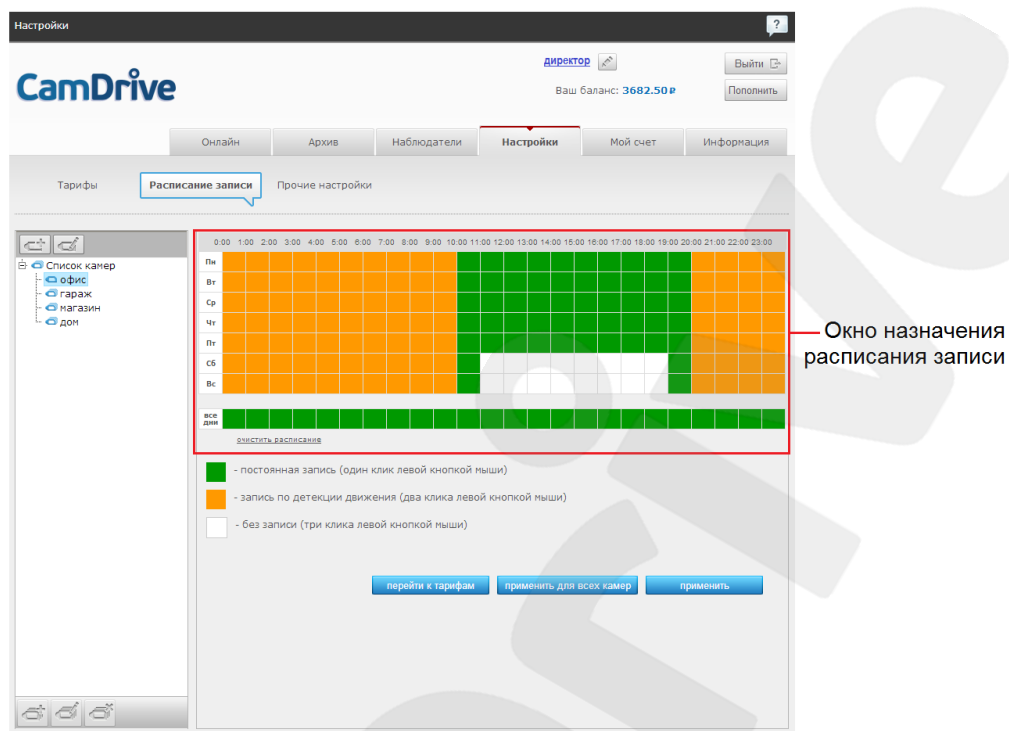 Настройки
?
CamDrive
директор
Выйти
Ваш баланс: 3682.50₽
Пополнить
Онлайн Архив Наблюдатели Настройки Мой счет Информация
Тарифы Расписание записи Прочие настройки
0:00 1:00 2:00 3:00 4:00 5:00 6:00 7:00 8:00 9:00 10:00 11:00 12:00 13:00 14:00 15:00 16:00 17:00 18:00 19:00 20:00 21:00 22:00 23:00
Список камер
офис
гараж
магазин
дом
Пн
Вт
Ср
Чт
Пт
Сб
Вс
все
дни
очистить расписание
Окно назначения
расписания записи
- постоянная запись (один клик левой кнопкой мыши)
- запись по детекции движения (два клика левой кнопкой мыши)
- без записи (три клика левой кнопкой мыши)
перейти к тарифам применить для всех камер применить